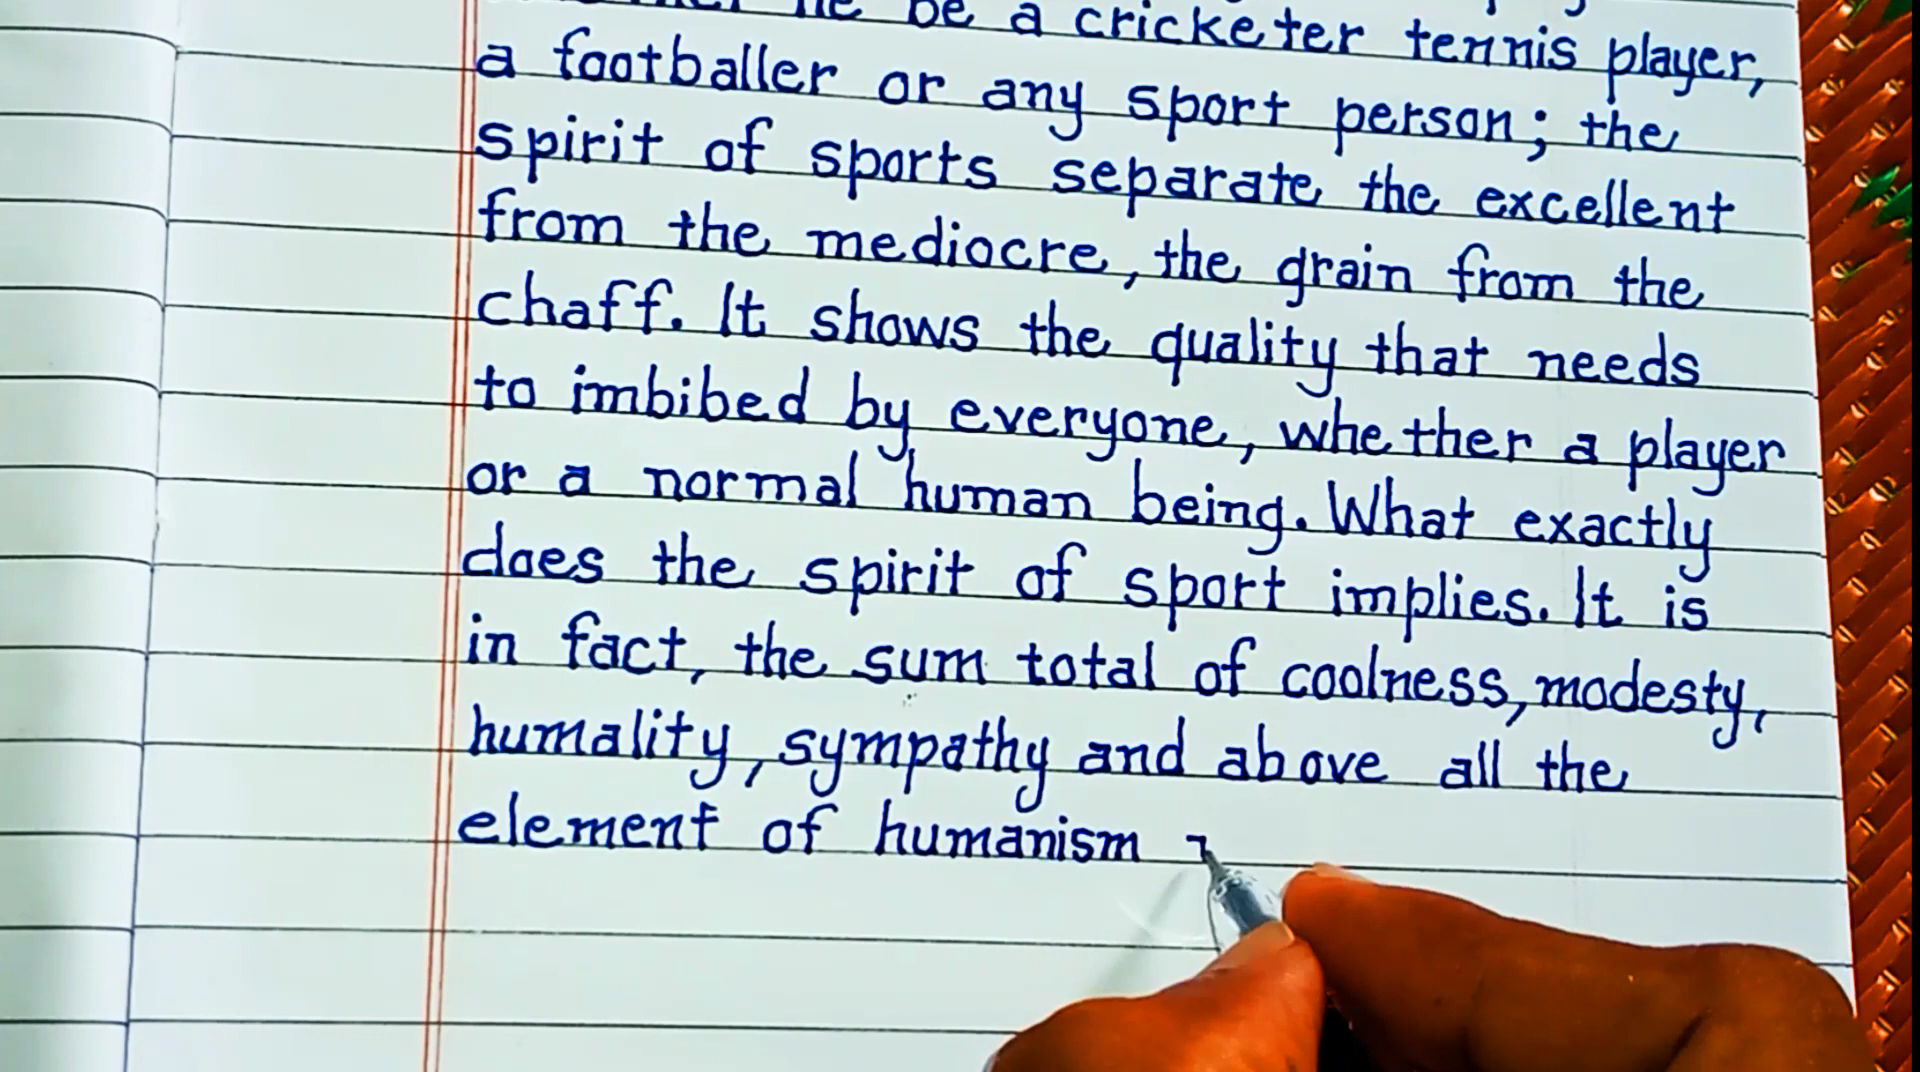 he be a cricketer tennis player,
a footballer or any sport person; the
spirit of sports separate the excellent
from the mediocre, the grain from the
chaff. It shows the quality that needs
to imbibed by everyone, whether a player
or a normal human being. What exactly
does the spirit of sport implies. It is
in fact, the sum total of coolness, modesty,
humality, sympathy and above all the
element of humanism